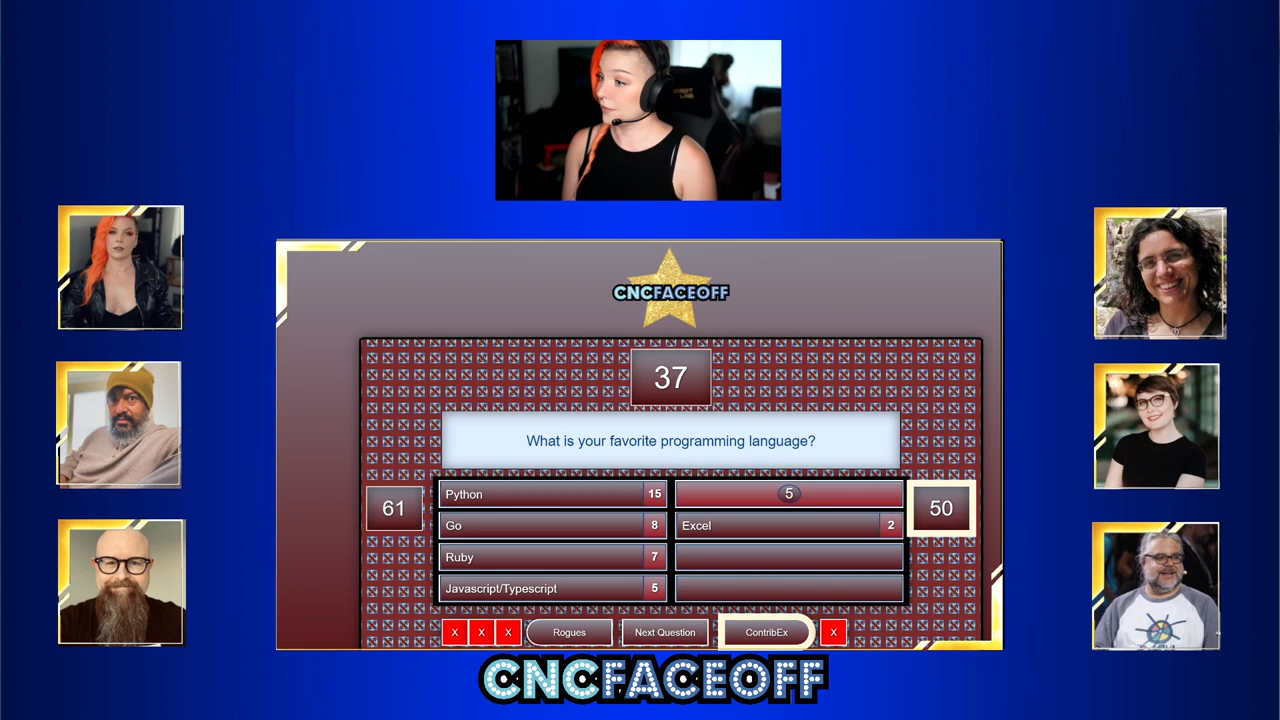 CNCFACEOFF
37
What is your favorite programming language?
61
Python 15
5
Go 8
Excel 2
Ruby 7
Javascript/Typescript 5
50
X X X
Rogues
Next Question
ContribEx
X
CNCFACEOFF